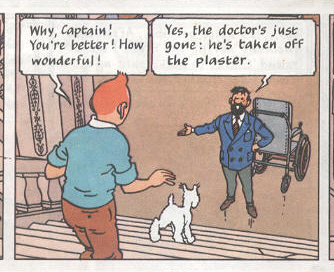 Why, Captain!
You're better! How
wonderful!
Yes, the doctor's just
gone: he's taken off
the plaster.